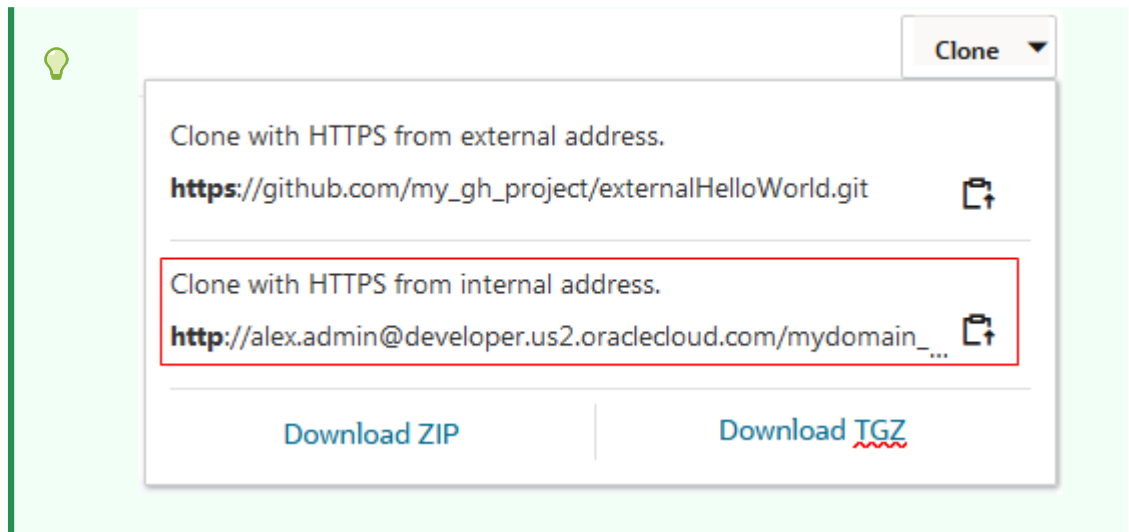 Clone
Clone with HTTPS from external address.
https://github.com/my_gh_project/externalHelloWorld.git
Clone with HTTPS from internal address.
http://alex.admin@developer.us2.oraclecloud.com/mydomain_...
Download ZIP
Download TGZ